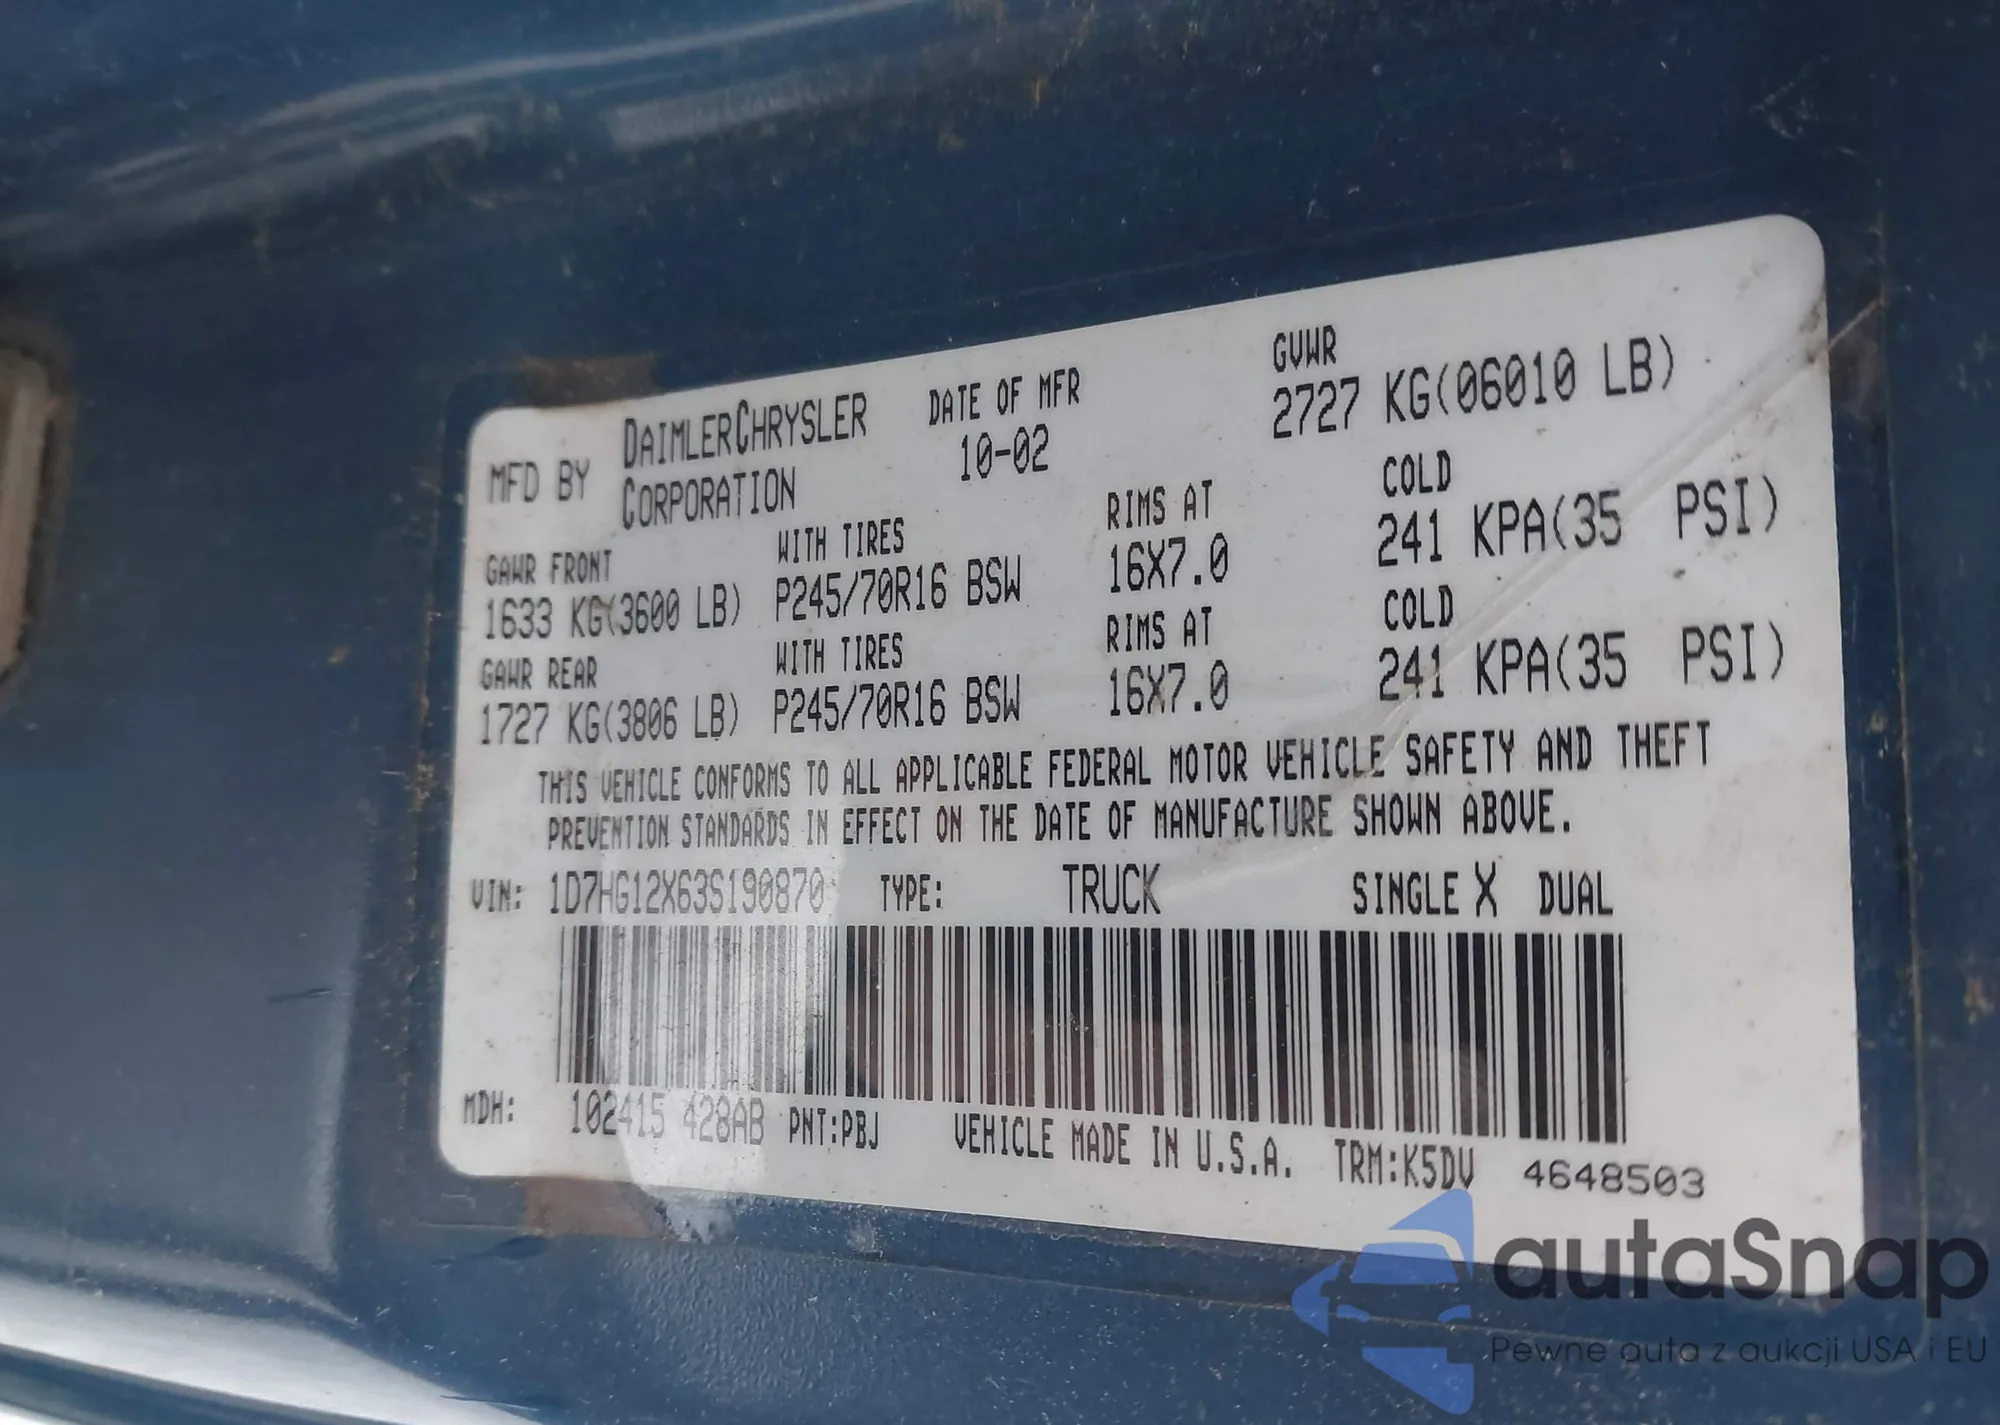 MFD BY DAIMLERCHRYSLER CORPORATION DATE OF MFR 10-02 GVWR 2727 KG(06010 LB)
GAWR FRONT WITH TIRES RIMS AT COLD
1633 KG(3600 LB) P245/70R16 BSW 16X7.0 241 KPA(35 PSI)
GAWR REAR WITH TIRES RIMS AT COLD
1727 KG(3806 LB) P245/70R16 BSW 16X7.0 241 KPA(35 PSI)
THIS VEHICLE CONFORMS TO ALL APPLICABLE FEDERAL MOTOR VEHICLE SAFETY AND THEFT
PREVENTION STANDARDS IN EFFECT ON THE DATE OF MANUFACTURE SHOWN ABOVE.
VIN: 1D7HG12X63S190870 TYPE: TRUCK SINGLE X DUAL
MDH: 102415 428AB PNT:PBJ VEHICLE MADE IN U.S.A. TRM:K5DV 4648503
autaSnap
Pewne auta z aukcji USA i EU